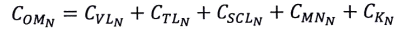 $C_{OM_N} = C_{VL_N} + C_{TL_N} + C_{SCL_N} + C_{MN_N} + C_{K_N}$